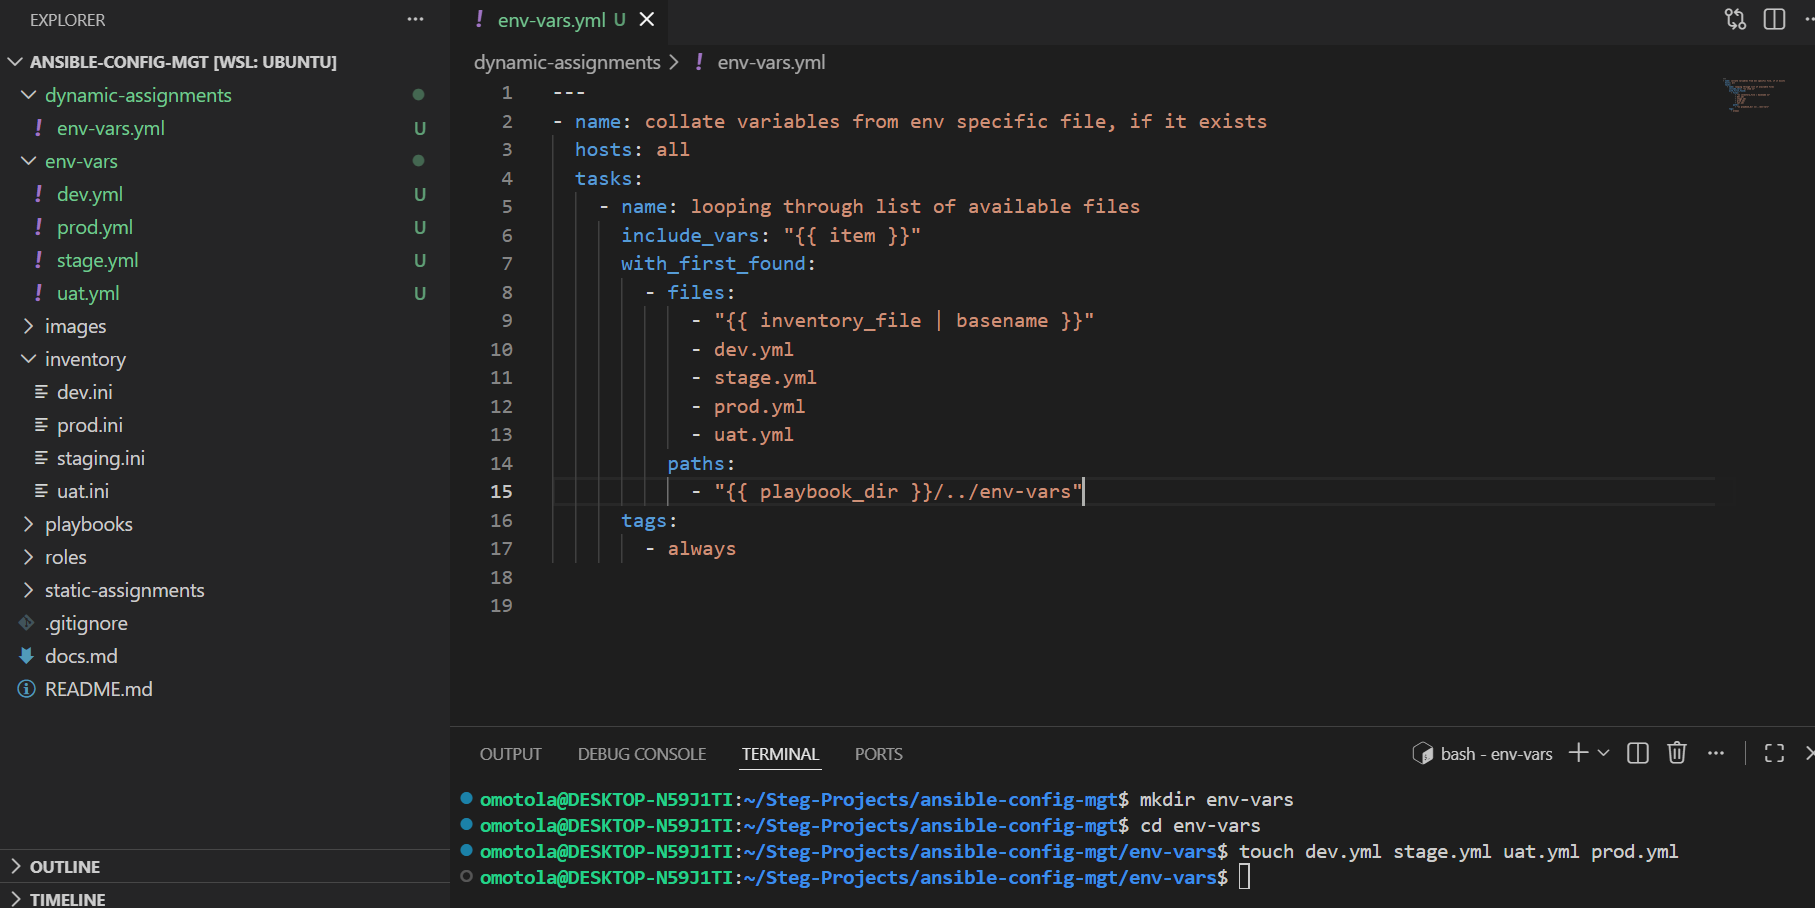 EXPLORER
ANSIBLE-CONFIG-MGT [WSL: UBUNTU]
dynamic-assignments
! env-vars.yml U
env-vars
! dev.yml U
! prod.yml U
! stage.yml U
! uat.yml U
images
inventory
dev.ini
prod.ini
staging.ini
uat.ini
playbooks
roles
static-assignments
.gitignore
docs.md
README.md
OUTLINE
TIMELINE
! env-vars.yml U
dynamic-assignments > ! env-vars.yml
1 ---
2 - name: collate variables from env specific file, if it exists
3   hosts: all
4   tasks:
5     - name: looping through list of available files
6       include_vars: "{{ item }}"
7       with_first_found:
8         - files:
9             - "{{ inventory_file | basename }}"
10             - dev.yml
11             - stage.yml
12             - prod.yml
13             - uat.yml
14           paths:
15             - "{{ playbook_dir }}/../env-vars"
16       tags:
17         - always
18
19
OUTPUT DEBUG CONSOLE TERMINAL PORTS bash - env-vars
omotola@DESKTOP-N59J1TI:~/Steg-Projects/ansible-config-mgt$ mkdir env-vars
omotola@DESKTOP-N59J1TI:~/Steg-Projects/ansible-config-mgt$ cd env-vars
omotola@DESKTOP-N59J1TI:~/Steg-Projects/ansible-config-mgt/env-vars$ touch dev.yml stage.yml uat.yml prod.yml
omotola@DESKTOP-N59J1TI:~/Steg-Projects/ansible-config-mgt/env-vars$